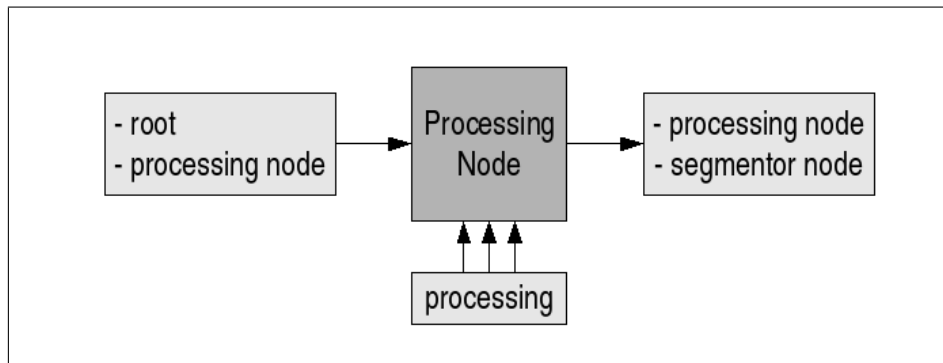 - root
- processing node
Processing
Node
- processing node
- segmentor node
processing